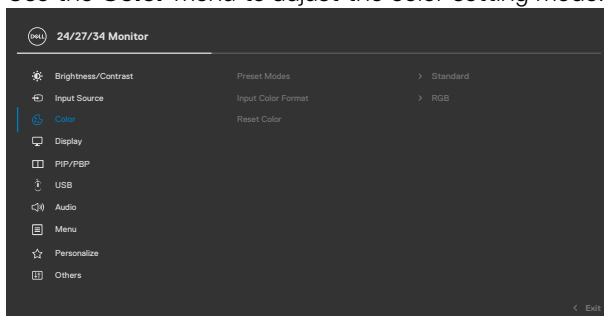 Use the Color menu to adjust the color setting mode.
DELL 24/27/34 Monitor
Brightness/Contrast Preset Modes > Standard
Input Source Input Color Format > RGB
Color Reset Color
Display
PIP/PBP
USB
Audio
Menu
Personalize
Others
< Exit